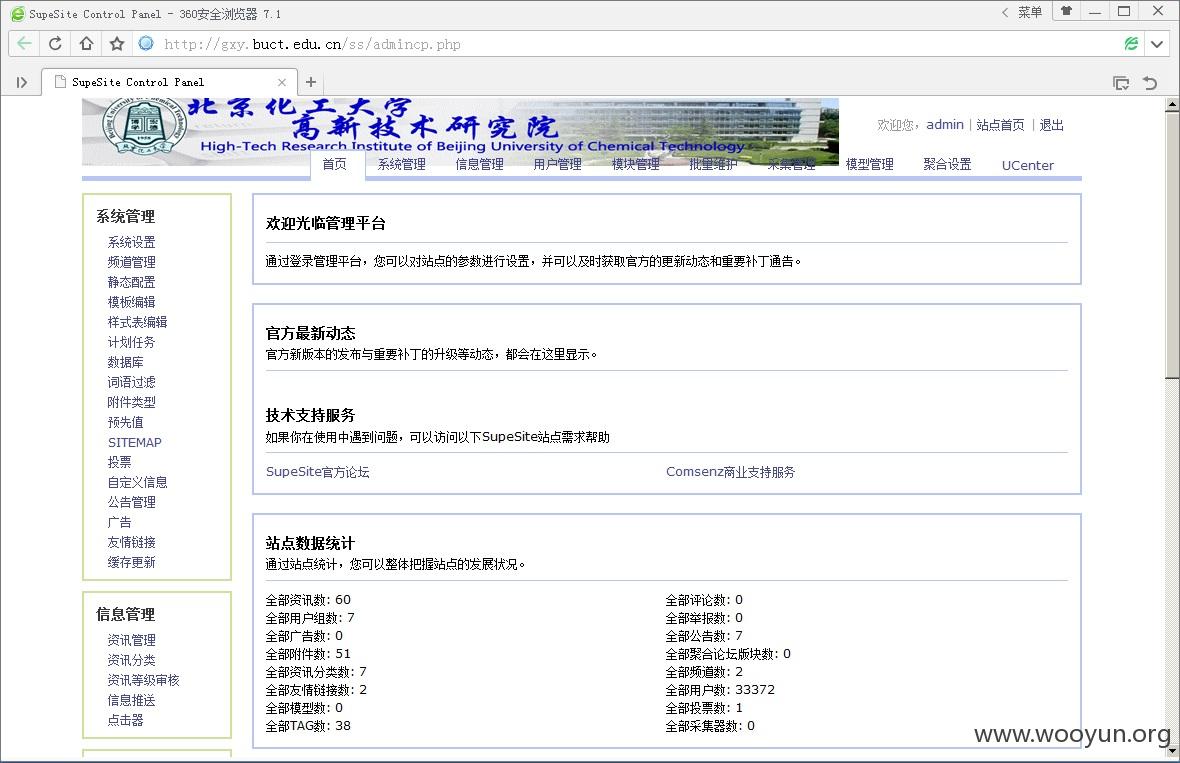 SupeSite Control Panel - 360安全浏览器 7.1
菜单
http://gxy.buct.edu.cn/ss/admincp.php
SupeSite Control Panel
北京化工大学
高新技术研究院
High-Tech Research Institute of Beijing University of Chemical Technology
欢迎您, admin | 站点首页 | 退出
首页 系统管理 信息管理 用户管理 模块管理 批量维护 采集管理 模型管理 聚合设置 UCenter
系统管理
系统设置
频道管理
静态配置
模板编辑
样式表编辑
计划任务
数据库
词语过滤
附件类型
预先值
SITEMAP
投票
自定义信息
公告管理
广告
友情链接
缓存更新
信息管理
资讯管理
资讯分类
资讯等级审核
信息推送
点击器
欢迎光临管理平台
通过登录管理平台，您可以对站点的参数进行设置，并可以及时获取官方的更新动态和重要补丁通告。
官方最新动态
官方新版本的发布与重要补丁的升级等动态，都会在这里显示。
技术支持服务
如果你在使用中遇到问题，可以访问以下SupeSite站点需求帮助
SupeSite官方论坛 Comsenz商业支持服务
站点数据统计
通过站点统计，您可以整体把握站点的发展状况。
全部资讯数: 60 全部评论数: 0
全部用户组数: 7 全部举报数: 0
全部广告数: 0 全部公告数: 7
全部附件数: 51 全部聚合论坛版块数: 0
全部资讯分类数: 7 全部频道数: 2
全部友情链接数: 2 全部用户数: 33372
全部模型数: 0 全部投票数: 1
全部TAG数: 38 全部采集器数: 0
www.wooyun.org